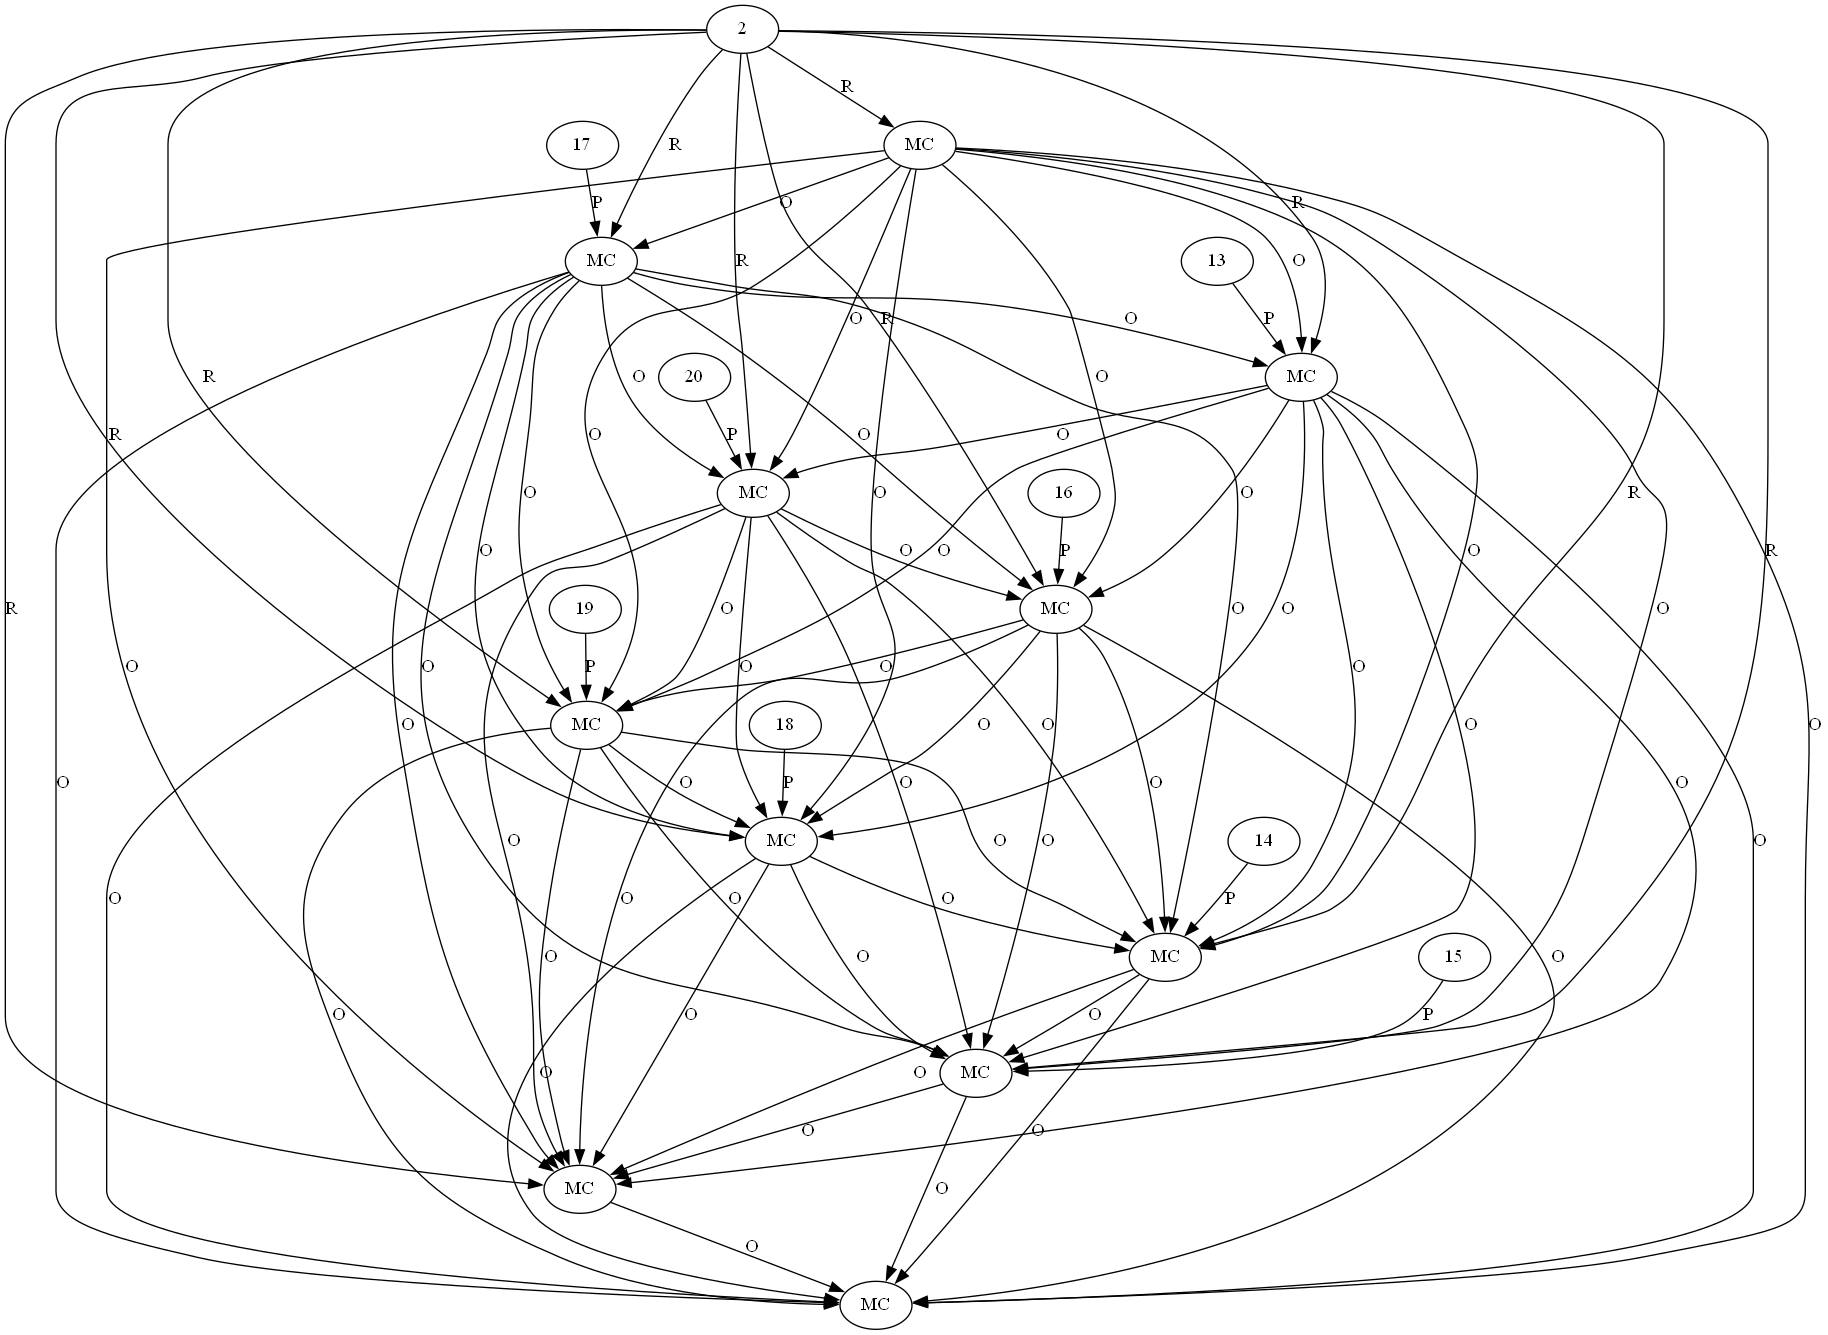 2
R
17 MC
R
P O R
MC 13
R O
O R O P O
O 20 MC
R R O O
O P O
MC 16
O O O R
O O O P R O
19 MC
R O O O O
O P O O O O
18
MC
O O O O
O O P O O O
14
MC O O O
O O O P O
15
MC
O O O
O O O P
O MC O
O O
MC
O
O
MC